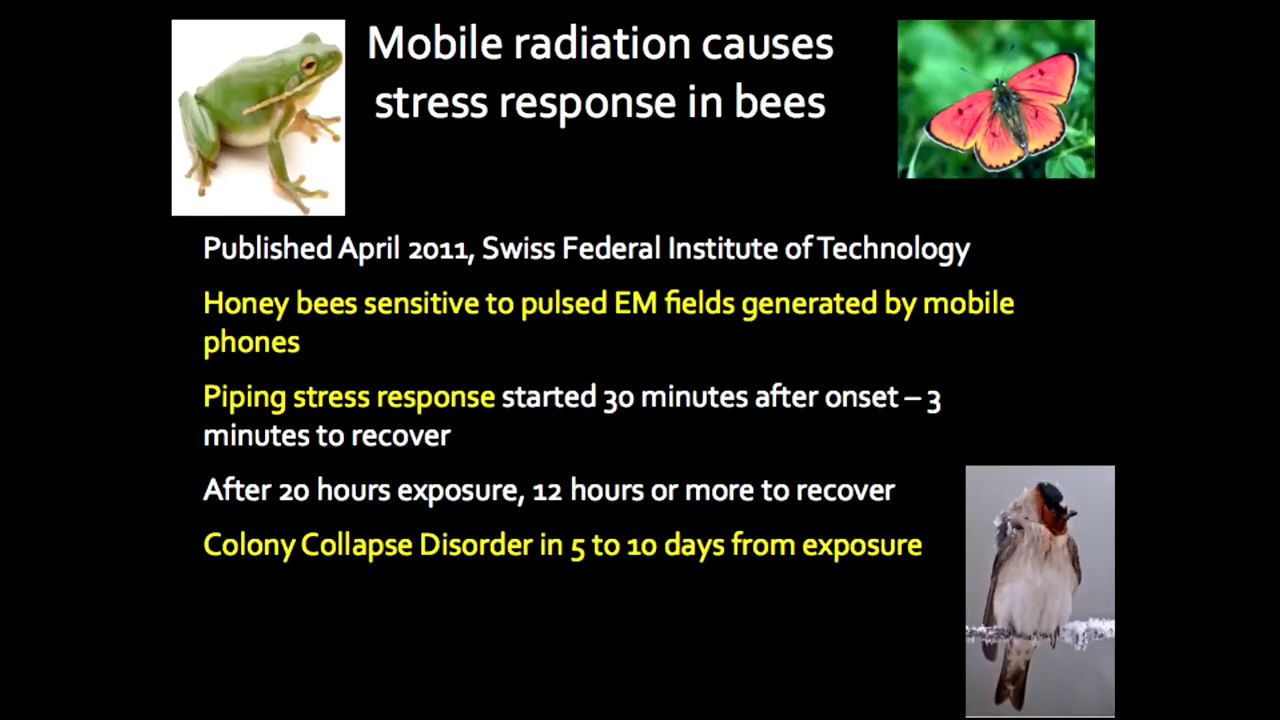 Mobile radiation causes
stress response in bees
Published April 2011, Swiss Federal Institute of Technology
Honey bees sensitive to pulsed EM fields generated by mobile
phones
Piping stress response started 30 minutes after onset – 3
minutes to recover
After 20 hours exposure, 12 hours or more to recover
Colony Collapse Disorder in 5 to 10 days from exposure